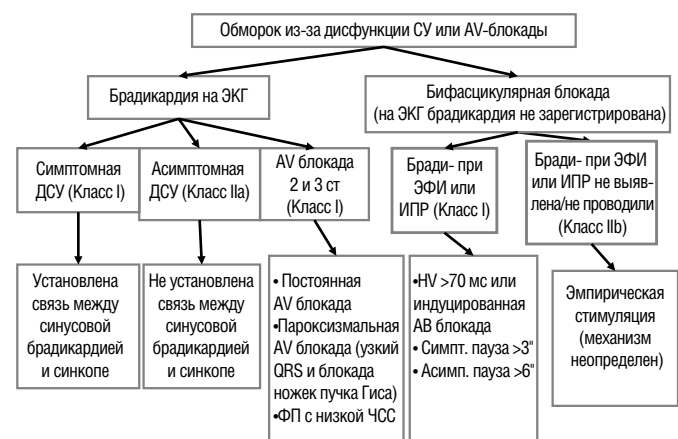 Обморок из-за дисфункции СУ или AV-блокады
Брадикардия на ЭКГ
Бифасцикулярная блокада
(на ЭКГ брадикардия не зарегистрирована)
Симптомная
ДСУ (Класс I)
Асимптомная
ДСУ (Класс IIa)
AV блокада
2 и 3 ст
(Класс I)
Бради- при
ЭФИ или
ИПР (Класс I)
Бради- при ЭФИ
или ИПР не выяв-
лена/не проводили
(Класс IIb)
Установлена
связь между
синусовой
брадикардией
и синкопе
Не установлена
связь между
синусовой
брадикардией
и синкопе
• Постоянная
AV блокада
•Пароксизмальная
AV блокада (узкий
QRS и блокада
ножек пучка Гиса)
•ФП с низкой ЧСС
•HV >70 мс или
индуцированная
АВ блокада
• Симпт. пауза >3"
• Асимп. пауза >6"
Эмпирическая
стимуляция
(механизм
неопределен)